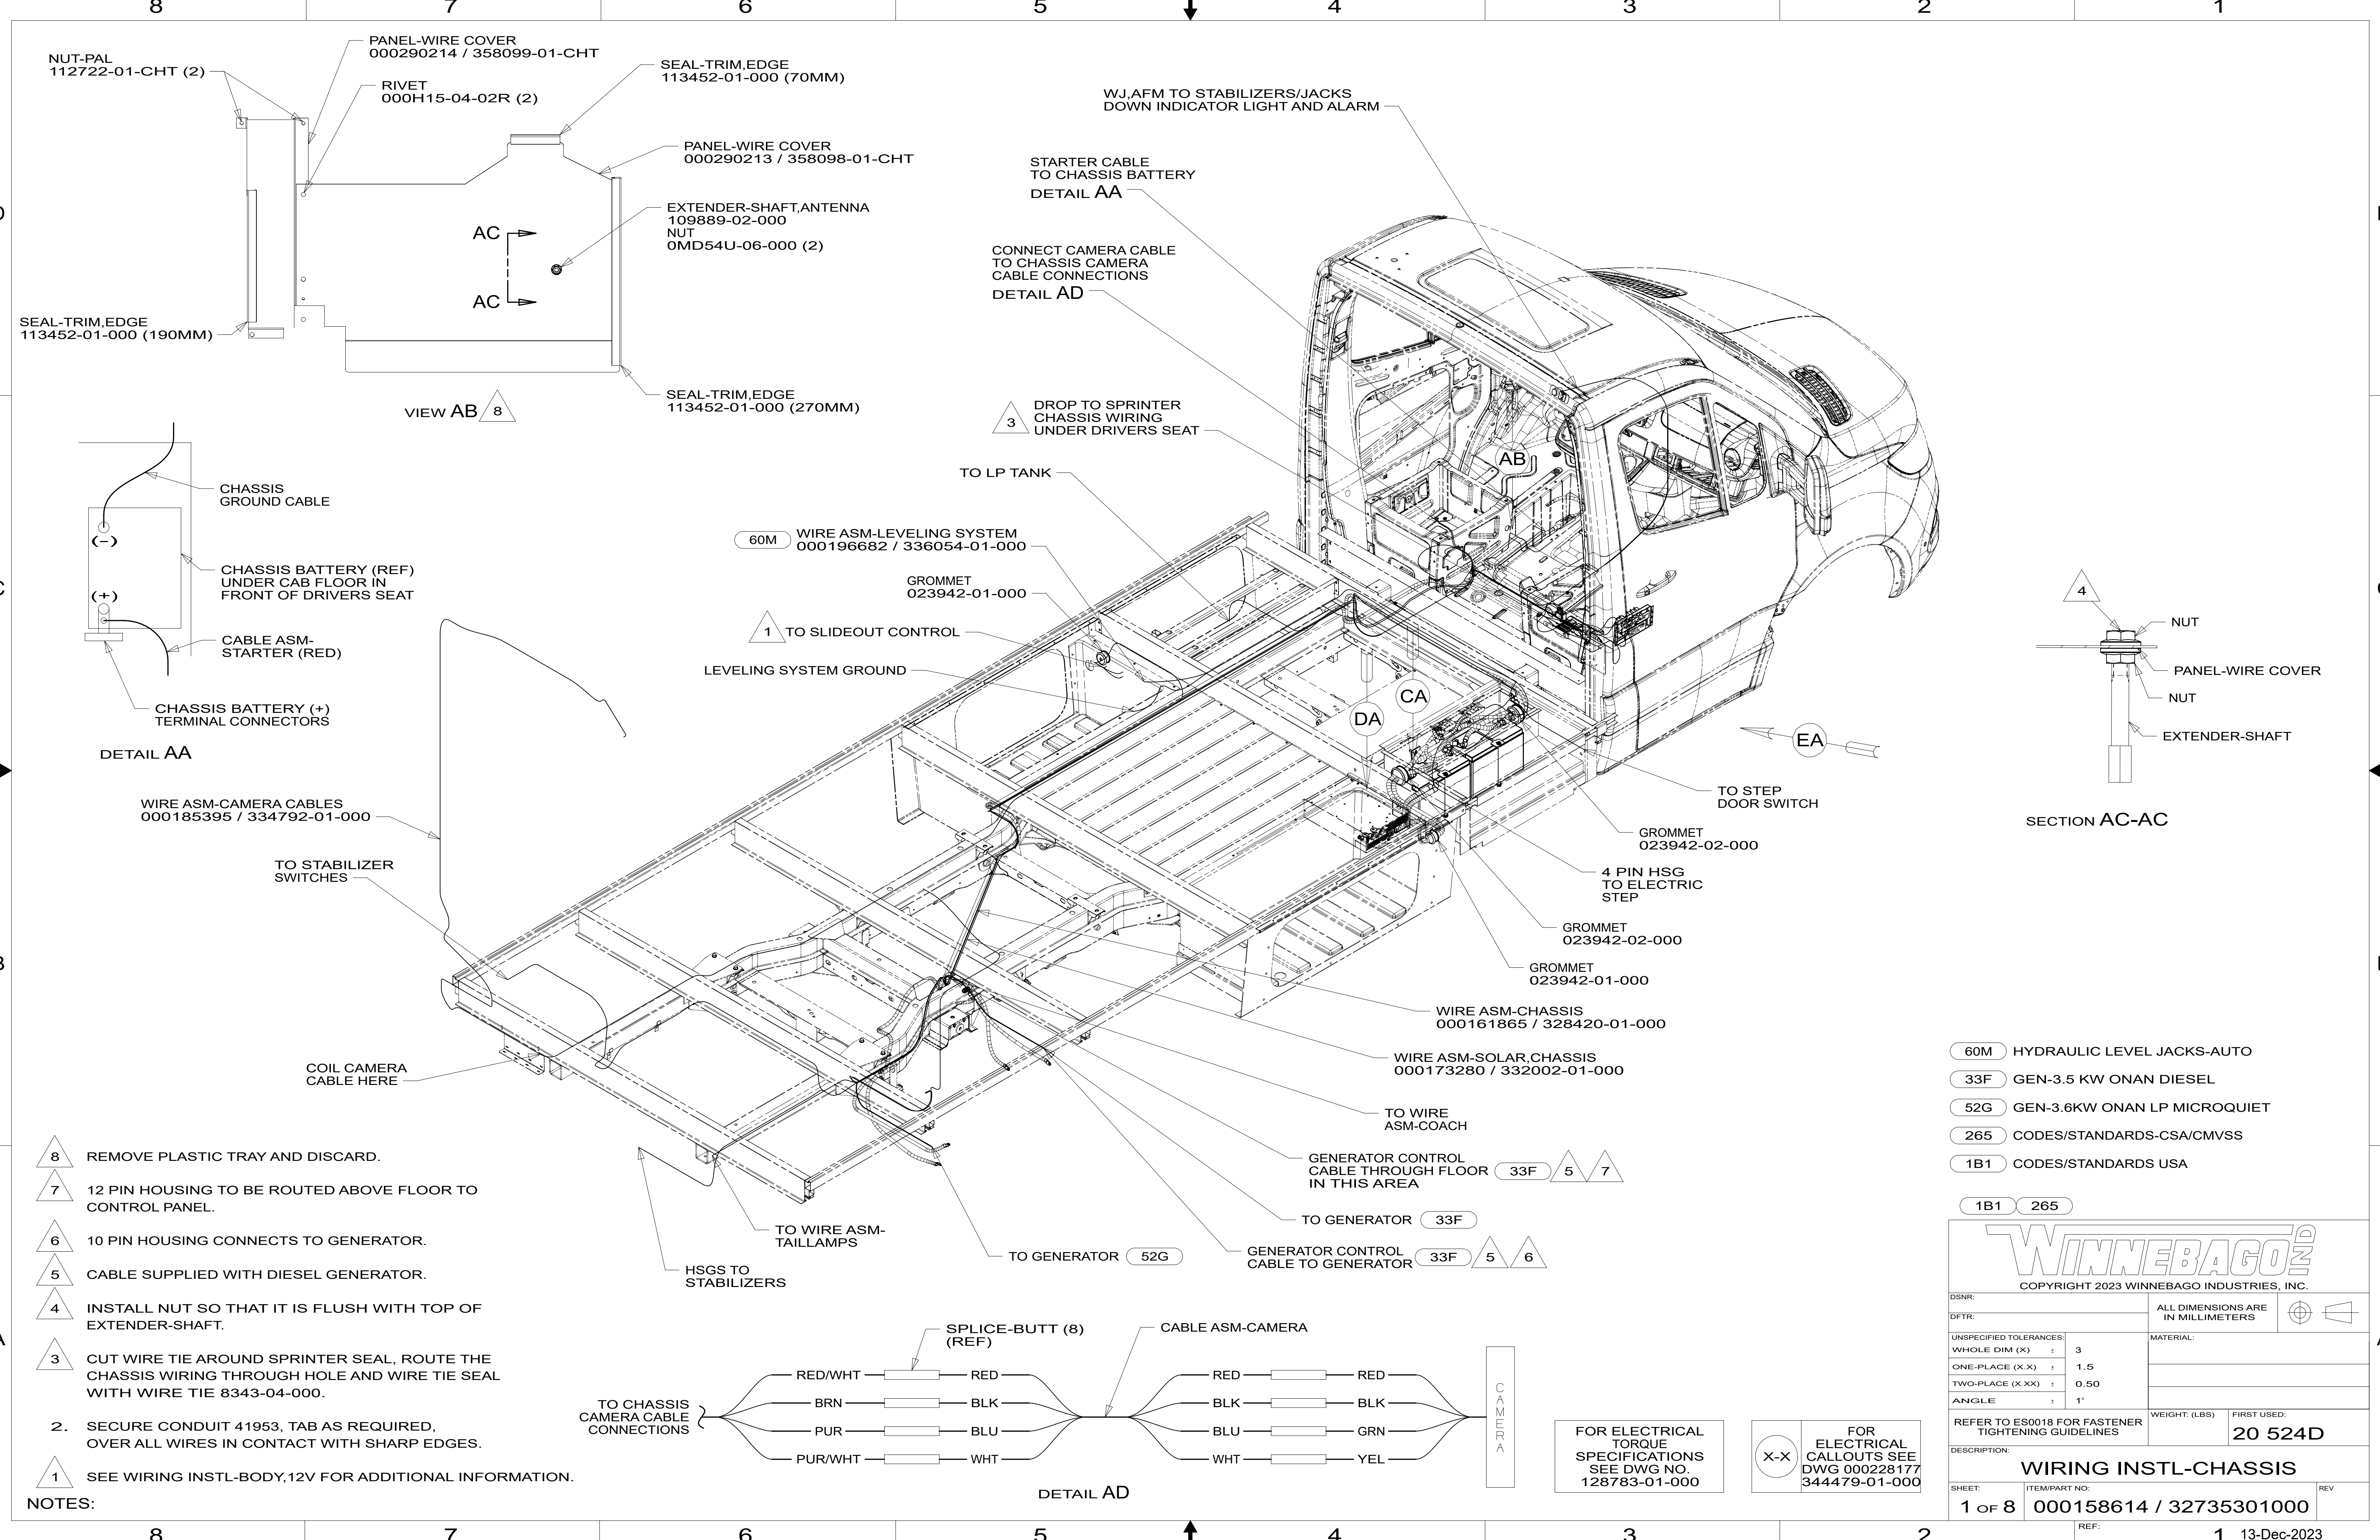 8 7 6 5 4 3 2 1
NUT-PAL
112722-01-CHT (2)
PANEL-WIRE COVER
000290214 / 358099-01-CHT
RIVET
000H15-04-02R (2)
SEAL-TRIM,EDGE
113452-01-000 (70MM)
PANEL-WIRE COVER
000290213 / 358098-01-CHT
EXTENDER-SHAFT,ANTENNA
109889-02-000
NUT
0MD54U-06-000 (2)
AC
AC
SEAL-TRIM,EDGE
113452-01-000 (190MM)
SEAL-TRIM,EDGE
113452-01-000 (270MM)
VIEW AB 8
WJ,AFM TO STABILIZERS/JACKS
DOWN INDICATOR LIGHT AND ALARM
STARTER CABLE
TO CHASSIS BATTERY
DETAIL AA
CONNECT CAMERA CABLE
TO CHASSIS CAMERA
CABLE CONNECTIONS
DETAIL AD
3
DROP TO SPRINTER
CHASSIS WIRING
UNDER DRIVERS SEAT
TO LP TANK
60M
WIRE ASM-LEVELING SYSTEM
000196682 / 336054-01-000
GROMMET
023942-01-000
1 TO SLIDEOUT CONTROL
LEVELING SYSTEM GROUND
AB
CA
DA
EA
CHASSIS
GROUND CABLE
(-)
CHASSIS BATTERY (REF)
UNDER CAB FLOOR IN
FRONT OF DRIVERS SEAT
(+)
CABLE ASM-
STARTER (RED)
CHASSIS BATTERY (+)
TERMINAL CONNECTORS
DETAIL AA
WIRE ASM-CAMERA CABLES
000185395 / 334792-01-000
TO STABILIZER
SWITCHES
COIL CAMERA
CABLE HERE
4
NUT
PANEL-WIRE COVER
NUT
EXTENDER-SHAFT
SECTION AC-AC
TO STEP
DOOR SWITCH
GROMMET
023942-02-000
4 PIN HSG
TO ELECTRIC
STEP
GROMMET
023942-02-000
GROMMET
023942-01-000
WIRE ASM-CHASSIS
000161865 / 328420-01-000
WIRE ASM-SOLAR,CHASSIS
000173280 / 332002-01-000
TO WIRE
ASM-COACH
GENERATOR CONTROL
CABLE THROUGH FLOOR
IN THIS AREA
33F 5 7
TO GENERATOR 33F
GENERATOR CONTROL
CABLE TO GENERATOR
33F 5 6
TO GENERATOR 52G
TO WIRE ASM-
TAILLAMPS
HSGS TO
STABILIZERS
8 REMOVE PLASTIC TRAY AND DISCARD.
7 12 PIN HOUSING TO BE ROUTED ABOVE FLOOR TO
CONTROL PANEL.
6 10 PIN HOUSING CONNECTS TO GENERATOR.
5 CABLE SUPPLIED WITH DIESEL GENERATOR.
4 INSTALL NUT SO THAT IT IS FLUSH WITH TOP OF
EXTENDER-SHAFT.
3 CUT WIRE TIE AROUND SPRINTER SEAL, ROUTE THE
CHASSIS WIRING THROUGH HOLE AND WIRE TIE SEAL
WITH WIRE TIE 8343-04-000.
2. SECURE CONDUIT 41953, TAB AS REQUIRED,
OVER ALL WIRES IN CONTACT WITH SHARP EDGES.
1 SEE WIRING INSTL-BODY,12V FOR ADDITIONAL INFORMATION.
NOTES:
SPLICE-BUTT (8)
(REF)
CABLE ASM-CAMERA
TO CHASSIS
CAMERA CABLE
CONNECTIONS
RED/WHT RED RED RED
BRN BLK BLK BLK
PUR BLU BLU GRN
PUR/WHT WHT WHT YEL
CAMERA
DETAIL AD
FOR ELECTRICAL
TORQUE
SPECIFICATIONS
SEE DWG NO.
128783-01-000
X-X
FOR
ELECTRICAL
CALLOUTS SEE
DWG 000228177
344479-01-000
60M HYDRAULIC LEVEL JACKS-AUTO
33F GEN-3.5 KW ONAN DIESEL
52G GEN-3.6KW ONAN LP MICROQUIET
265 CODES/STANDARDS-CSA/CMVSS
1B1 CODES/STANDARDS USA
1B1 265
WINNEBAGO IND
COPYRIGHT 2023 WINNEBAGO INDUSTRIES, INC.
DSNR:
DFTR:
ALL DIMENSIONS ARE
IN MILLIMETERS
UNSPECIFIED TOLERANCES:
WHOLE DIM (X) ± 3
ONE-PLACE (X.X) ± 1.5
TWO-PLACE (X.XX) ± 0.50
ANGLE ± 1°
MATERIAL:
REFER TO ES0018 FOR FASTENER
TIGHTENING GUIDELINES
WEIGHT: (LBS)
FIRST USED:
20 524D
DESCRIPTION:
WIRING INSTL-CHASSIS
SHEET:
1 OF 8
ITEM/PART NO:
000158614 / 32735301000
REV
REF:
8 7 6 5 4 3 2 1
13-Dec-2023